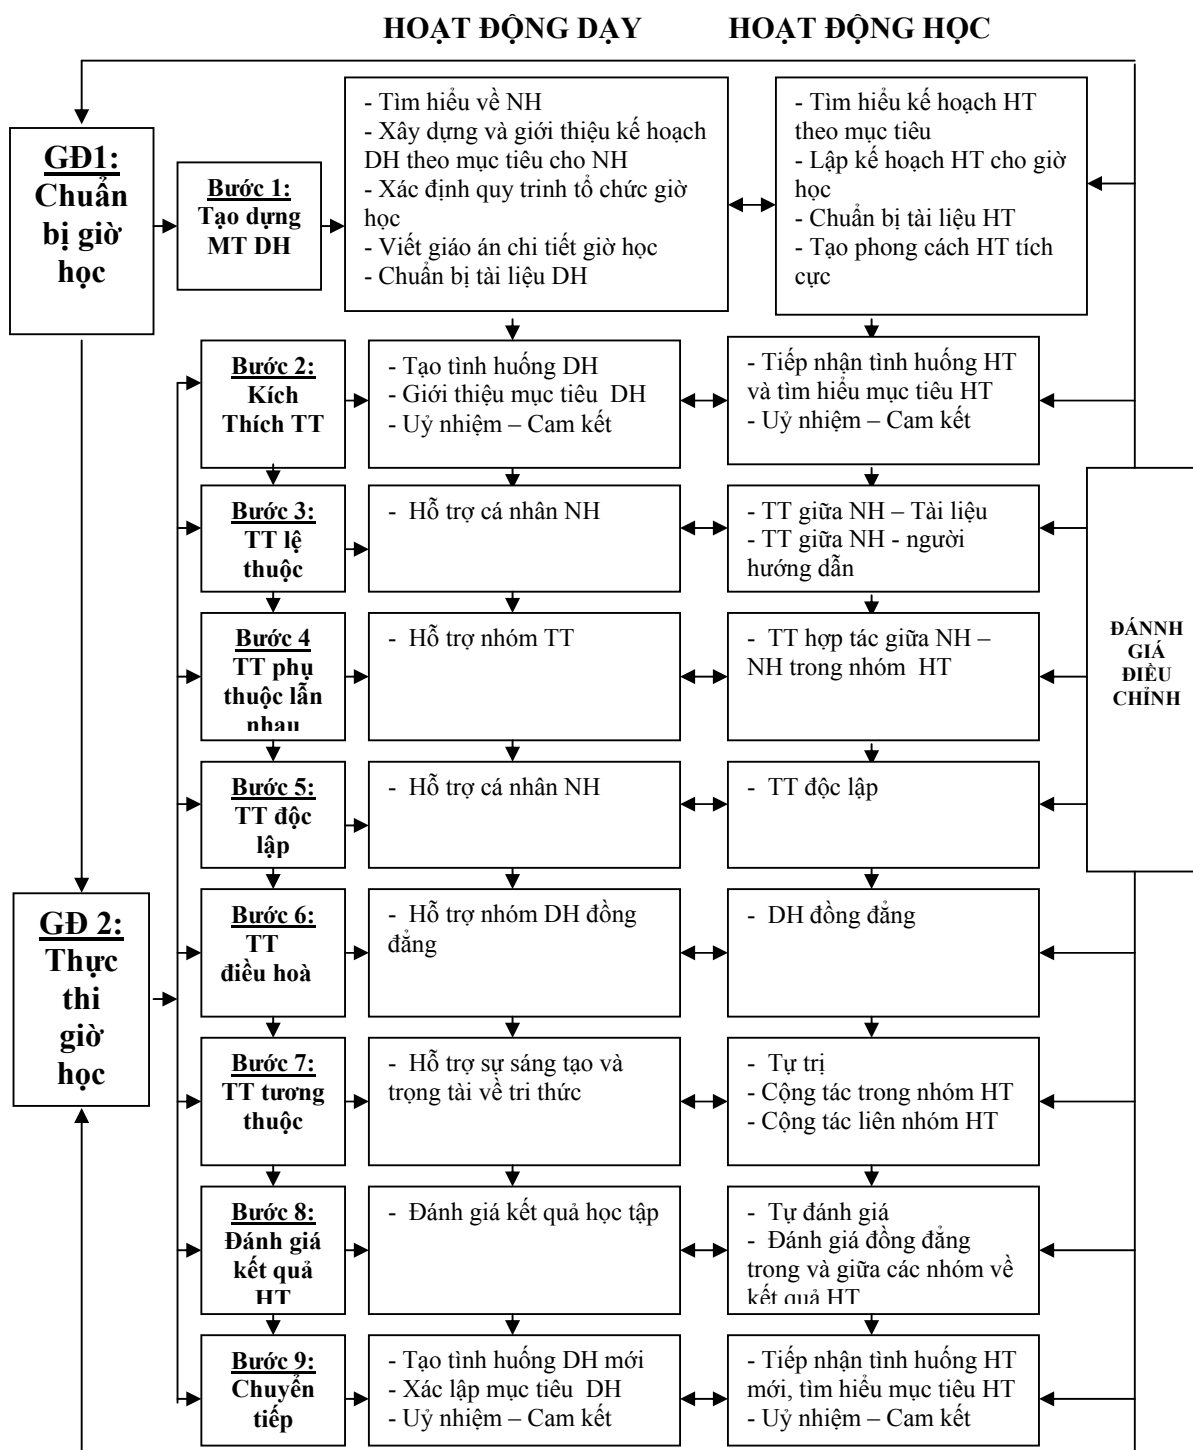 HOẠT ĐỘNG DẠY
HOẠT ĐỘNG HỌC
GĐ1:
Chuẩn
bị giờ
học
Bước 1:
Tạo dựng
MT DH
- Tìm hiểu về NH
- Xây dựng và giới thiệu kế hoạch
DH theo mục tiêu cho NH
- Xác định quy trình tổ chức giờ
học
- Viết giáo án chi tiết giờ học
- Chuẩn bị tài liệu DH
- Tìm hiểu kế hoạch HT
theo mục tiêu
- Lập kế hoạch HT cho giờ
học
- Chuẩn bị tài liệu HT
- Tạo phong cách HT tích
cực
Bước 2:
Kích
Thích TT
- Tạo tình huống DH
- Giới thiệu mục tiêu DH
- Uỷ nhiệm – Cam kết
- Tiếp nhận tình huống HT
và tìm hiểu mục tiêu HT
- Uỷ nhiệm – Cam kết
Bước 3:
TT lệ
thuộc
- Hỗ trợ cá nhân NH
- TT giữa NH – Tài liệu
- TT giữa NH - người
hướng dẫn
Bước 4
TT phụ
thuộc lẫn
nhau
- Hỗ trợ nhóm TT
- TT hợp tác giữa NH –
NH trong nhóm HT
ĐÁNNH
GIÁ
ĐIỀU
CHỈNH
Bước 5:
TT độc
lập
- Hỗ trợ cá nhân NH
- TT độc lập
GĐ 2:
Thực
thi
giờ
học
Bước 6:
TT
điều hoà
- Hỗ trợ nhóm DH đồng
đẳng
- DH đồng đẳng
Bước 7:
TT tương
thuộc
- Hỗ trợ sự sáng tạo và
trọng tài về tri thức
- Tự trị
- Cộng tác trong nhóm HT
- Cộng tác liên nhóm HT
Bước 8:
Đánh giá
kết quả
HT
- Đánh giá kết quả học tập
- Tự đánh giá
- Đánh giá đồng đẳng
trong và giữa các nhóm về
kết quả HT
Bước 9:
Chuyển
tiếp
- Tạo tình huống DH mới
- Xác lập mục tiêu DH
- Uỷ nhiệm – Cam kết
- Tiếp nhận tình huống HT
mới, tìm hiểu mục tiêu HT
- Uỷ nhiệm – Cam kết